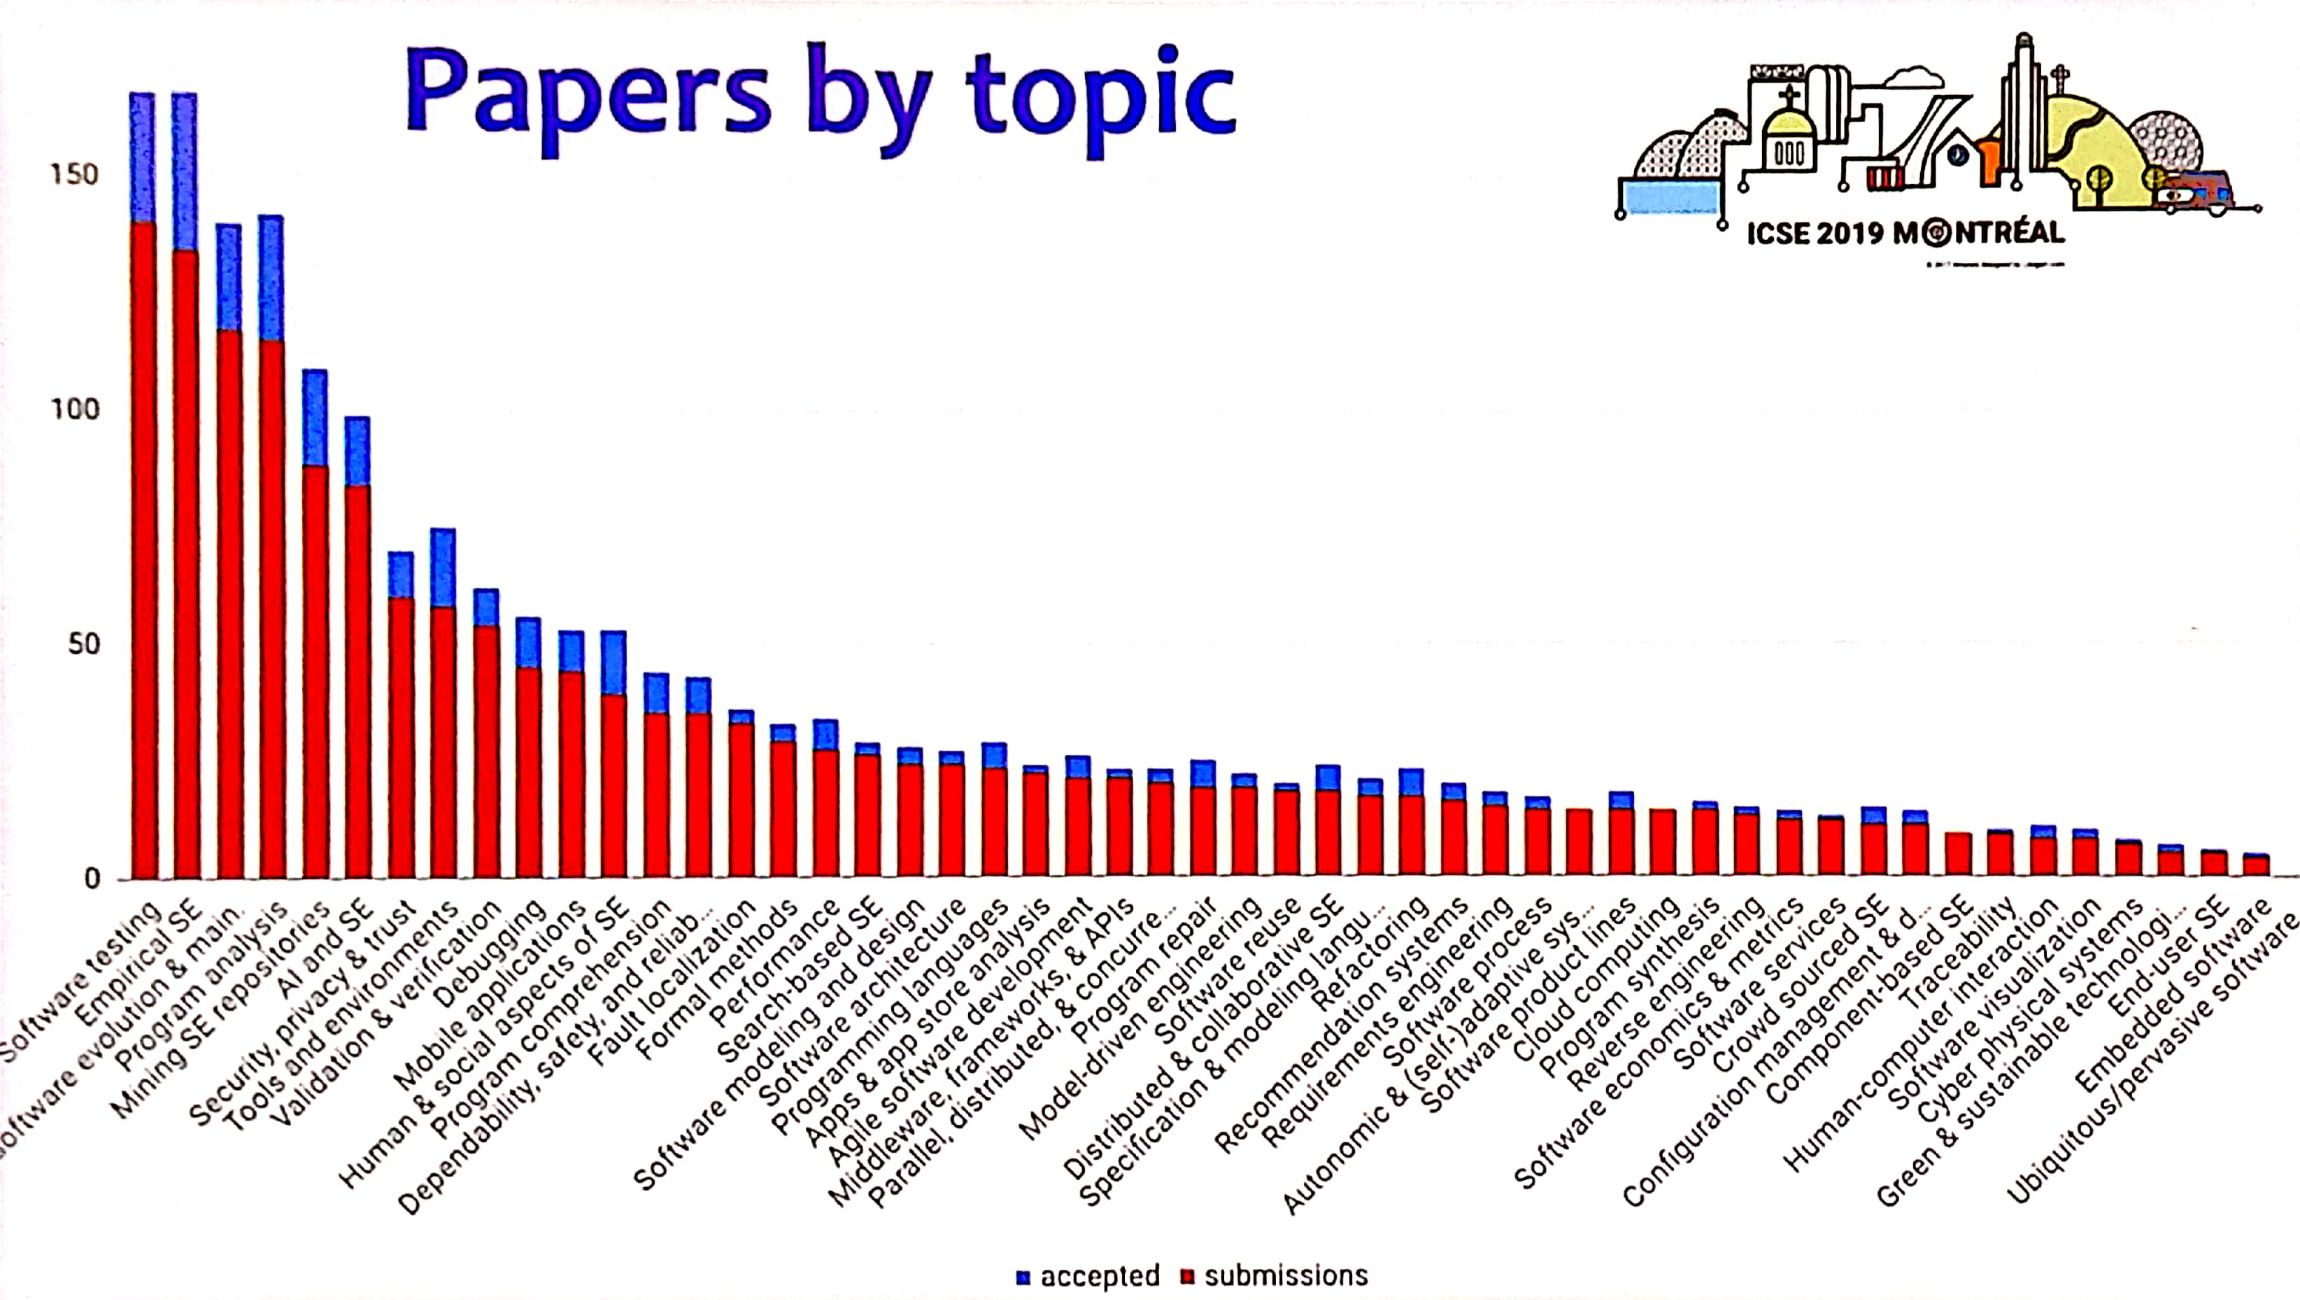 Papers by topic
ICSE 2019 MONTRÉAL
150
100
50
0
Software testing
Empirical SE
oftware evolution & main.
Program analysis
Mining SE repositories
AI and SE
Security, privacy & trust
Tools and environments
Validation & verification
Debugging
Mobile applications
Human & social aspects of SE
Program comprehension
Dependability, safety, and reliab...
Fault localization
Formal methods
Performance
Search-based SE
Software modeling and design
Software architecture
Programming languages
Apps & app store analysis
Agile software development
Middleware, frameworks, & APIs
Parallel, distributed, & concurre...
Program repair
Model-driven engineering
Software reuse
Distributed & collaborative SE
Specification & modeling langu...
Refactoring
Recommendation systems
Requirements engineering
Software process
Autonomic & (self-)adaptive sys...
Software product lines
Cloud computing
Program synthesis
Reverse engineering
Software economics & metrics
Software services
Crowd sourced SE
Configuration management & d...
Component-based SE
Traceability
Human-computer interaction
Software visualization
Cyber physical systems
Green & sustainable technologi...
End-user SE
Embedded software
Ubiquitous/pervasive software
accepted submissions